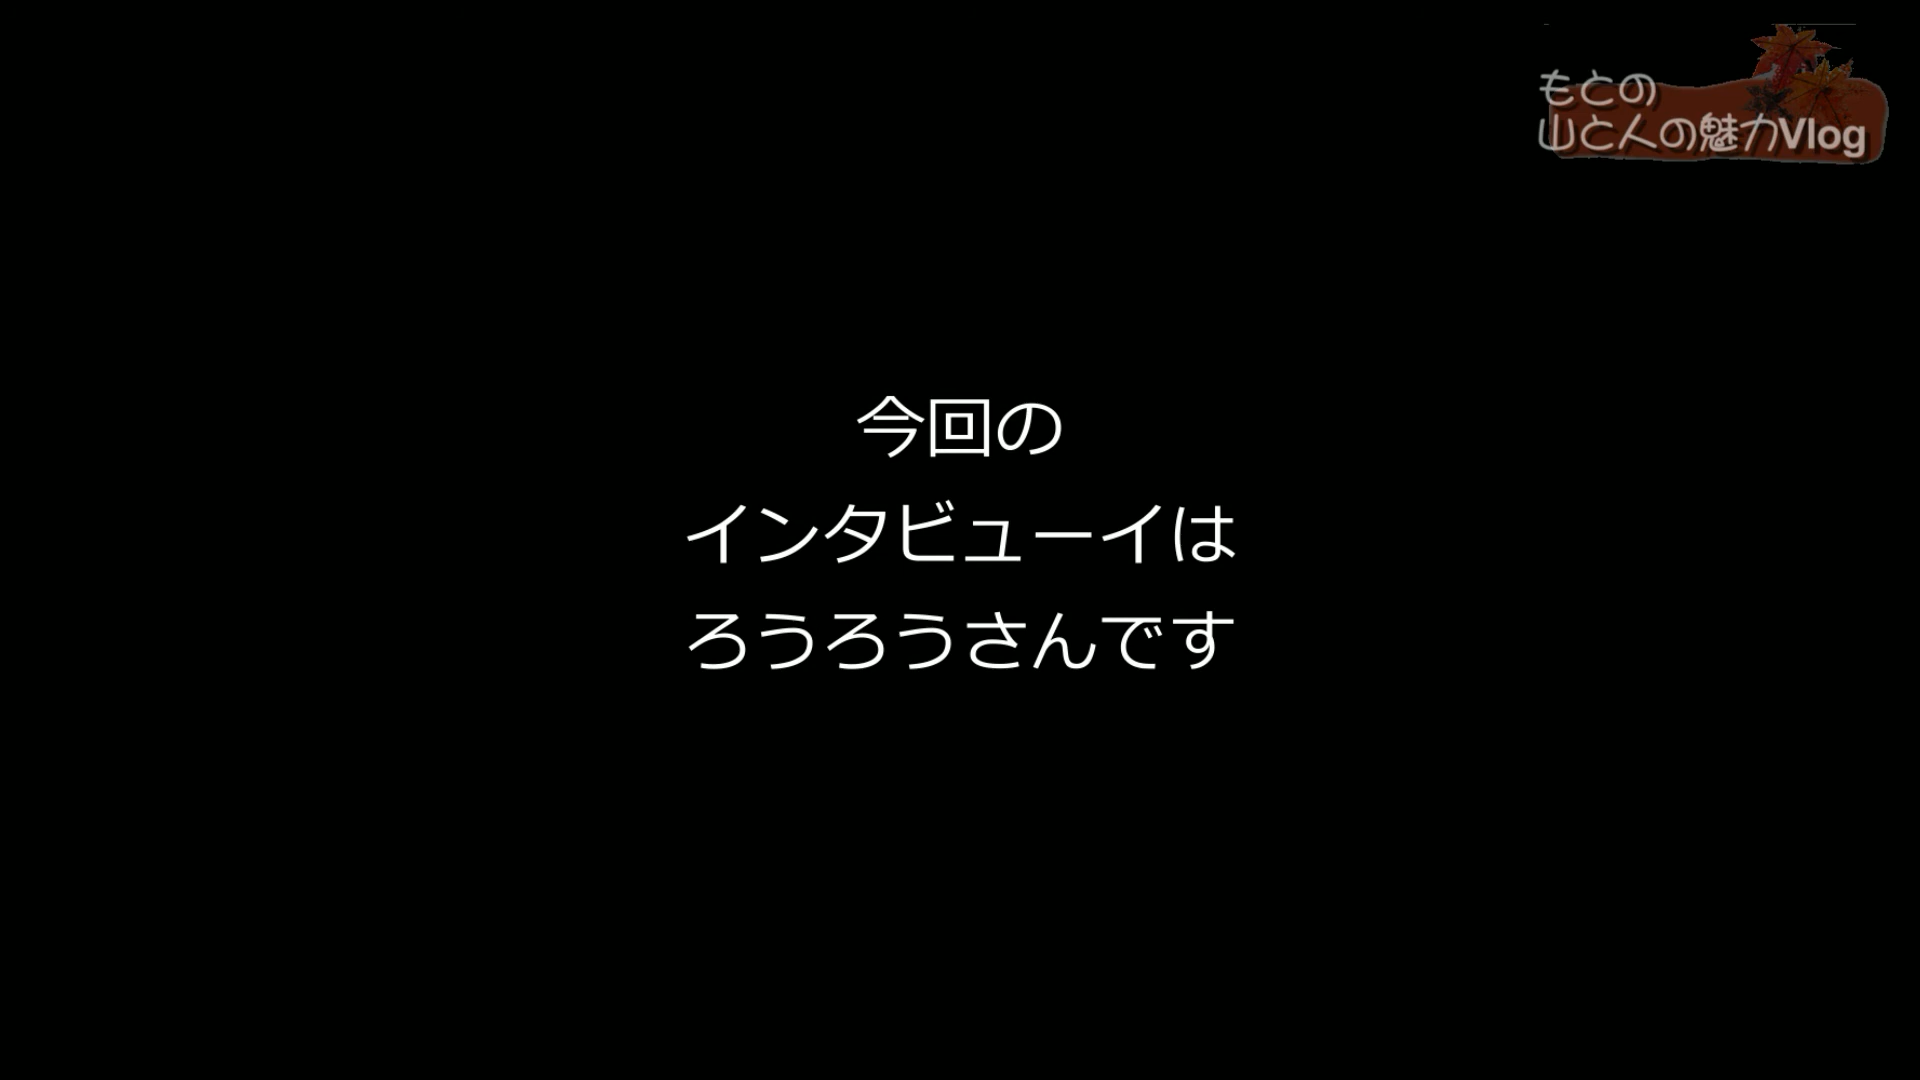 もとの
山と人の魅力Vlog
今回の
インタビューイは
ろうろうさんです